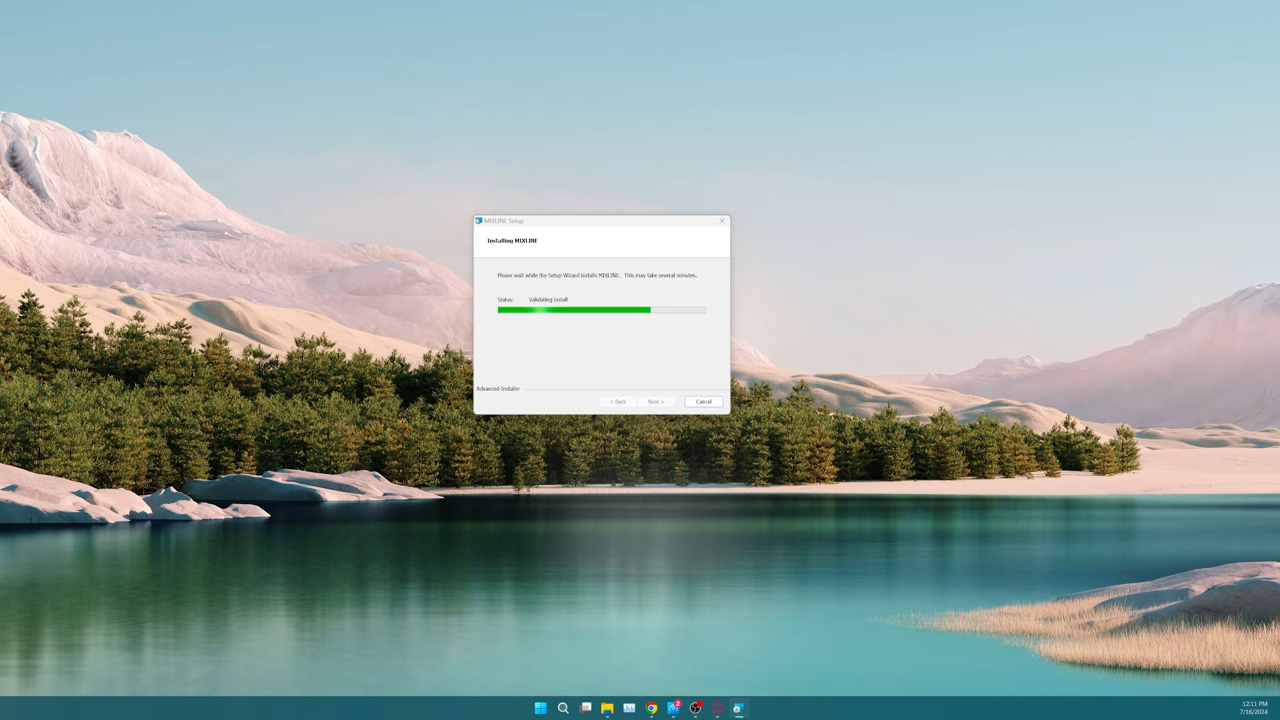 MIXLINE Setup
Installing MIXLINE
Please wait while the Setup Wizard installs MIXLINE. This may take several minutes.
Status: Validating install
Advanced Installer
< Back Next > Cancel
2
12:11 PM
7/16/2024